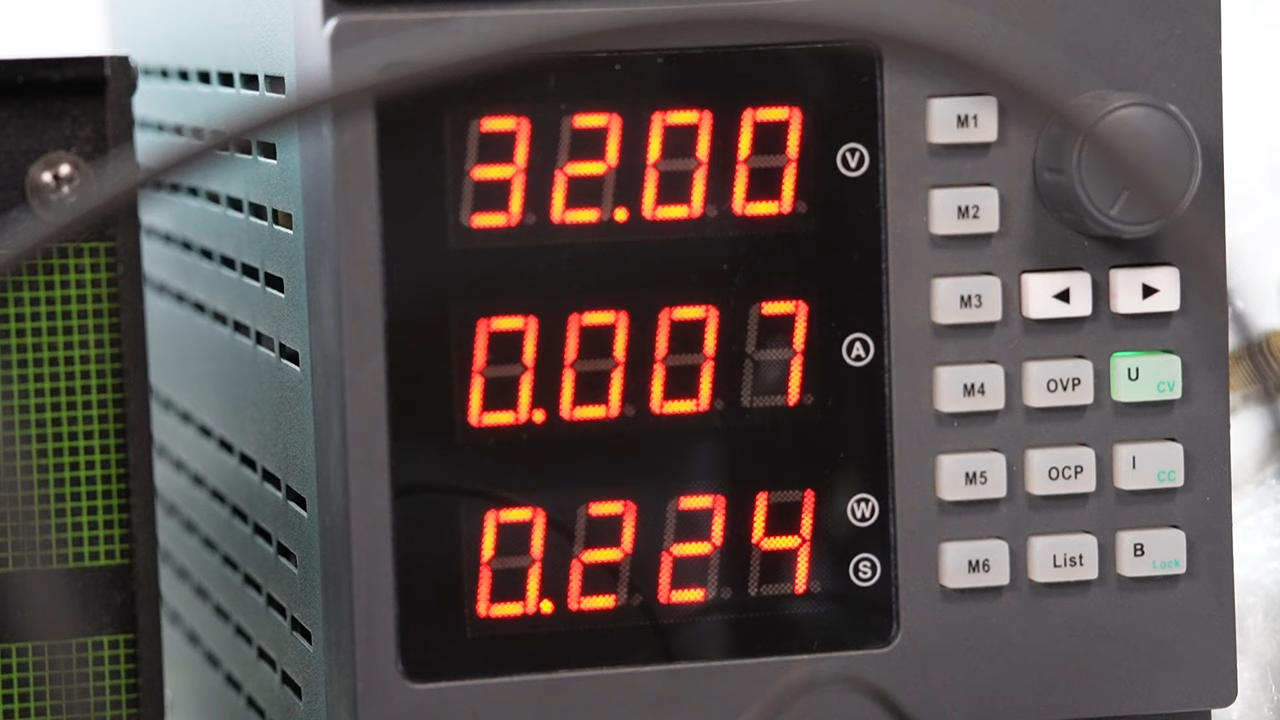 32.00 V
0.007 A
0.224 W
S
M1
M2
M3 ◀ ▶
M4 OVP U CV
M5 OCP I CC
M6 List B Lock